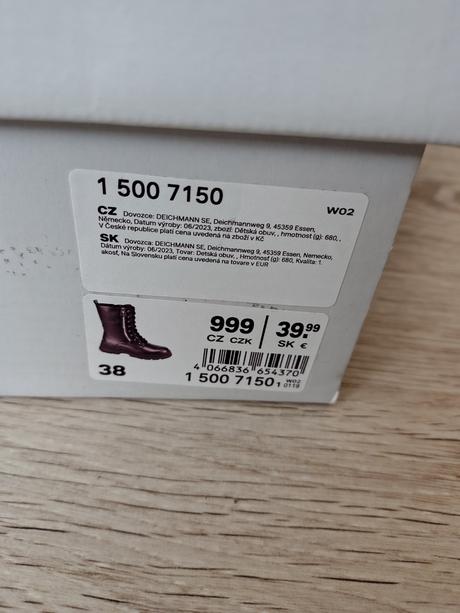 1 500 7150
W02
CZ Dovozce: DEICHMANN SE, Deichmannweg 9, 45359 Essen,
Německo, Datum výroby: 06/2023, zbozí: Dětská obuv, , hmotnost (g): 680, ,
V České republice platí cena uvedená na zboží v Kč
SK Dovozca: DEICHMANN SE, Deichmannweg 9, 45359 Essen, Nemecko,
Dátum výroby: 06/2023, Tovar: Detská obuv, , Hmotnosť (g): 680, Kvalita: 1.
akosť, Na Slovensku platí cena uvedená na tovare v EUR
999 39.99
CZ CZK SK €
4 066836 654370
38
1 500 7150 1 W02 0119